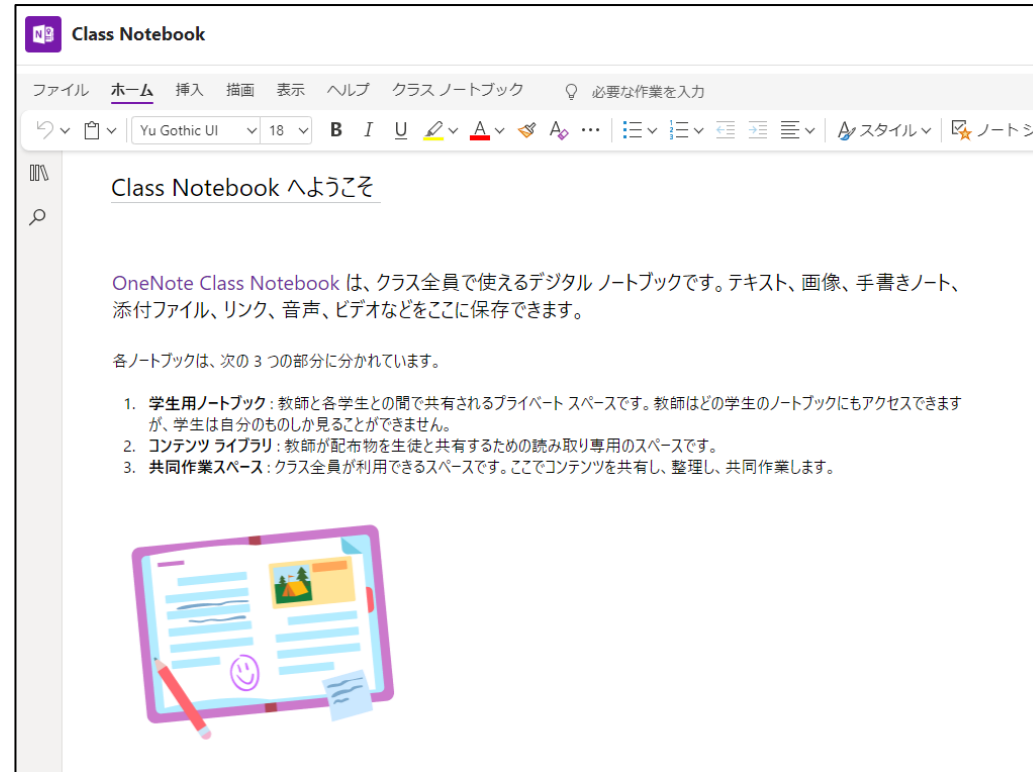 Class Notebook
ファイル ホーム 挿入 描画 表示 ヘルプ クラス ノートブック 必要な作業を入力
Yu Gothic UI 18 B I U A A スタイル ノート シ
Class Notebook へようこそ
OneNote Class Notebook は、クラス全員で使えるデジタル ノートブックです。テキスト、画像、手書きノート、
添付ファイル、リンク、音声、ビデオなどをここに保存できます。
各ノートブックは、次の 3 つの部分に分かれています。
1. 学生用ノートブック : 教師と各学生との間で共有されるプライベート スペースです。教師はどの学生のノートブックにもアクセスできます
が、学生は自分のものしか見ることができません。
2. コンテンツ ライブラリ : 教師が配布物を生徒と共有するための読み取り専用のスペースです。
3. 共同作業スペース : クラス全員が利用できるスペースです。ここでコンテンツを共有し、整理し、共同作業します。